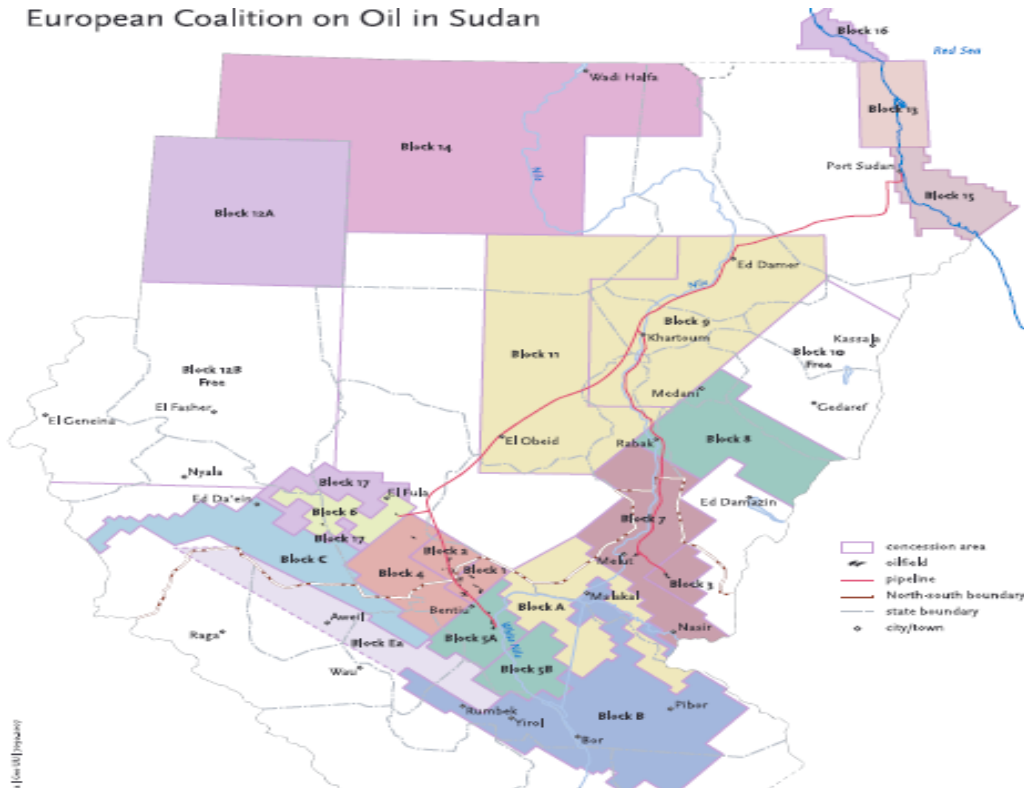 European Coalition on Oil in Sudan
Block 16
Red Sea
Wadi Halfa
Block 13
Block 14
Nile
Port Sudan
Block 15
Block 12A
Ed Damer
Nile
Block 9
Khartoum
Kassala
Block 11
Block 10
Free
Block 12B
Free
Medani
El Fasher
Gedaref
El Geneina
El Obeid
Rabak
Block 8
Nyala
Block 17
El Fula
Ed Da'ein
Ed Damazin
Block 6
Block 7
Block 17
Block 2
Block C
Melut
Block 4
Block 1
Block 3
Malakal
Block A
Bentiu
Aweil
Nasir
Raga
Block 5A
White Nile
Block Ea
Wau
Block 5B
Rumbek
Pibor
Yirol
Block B
Bor
concession area
oilfield
pipeline
North-south boundary
state boundary
city/town